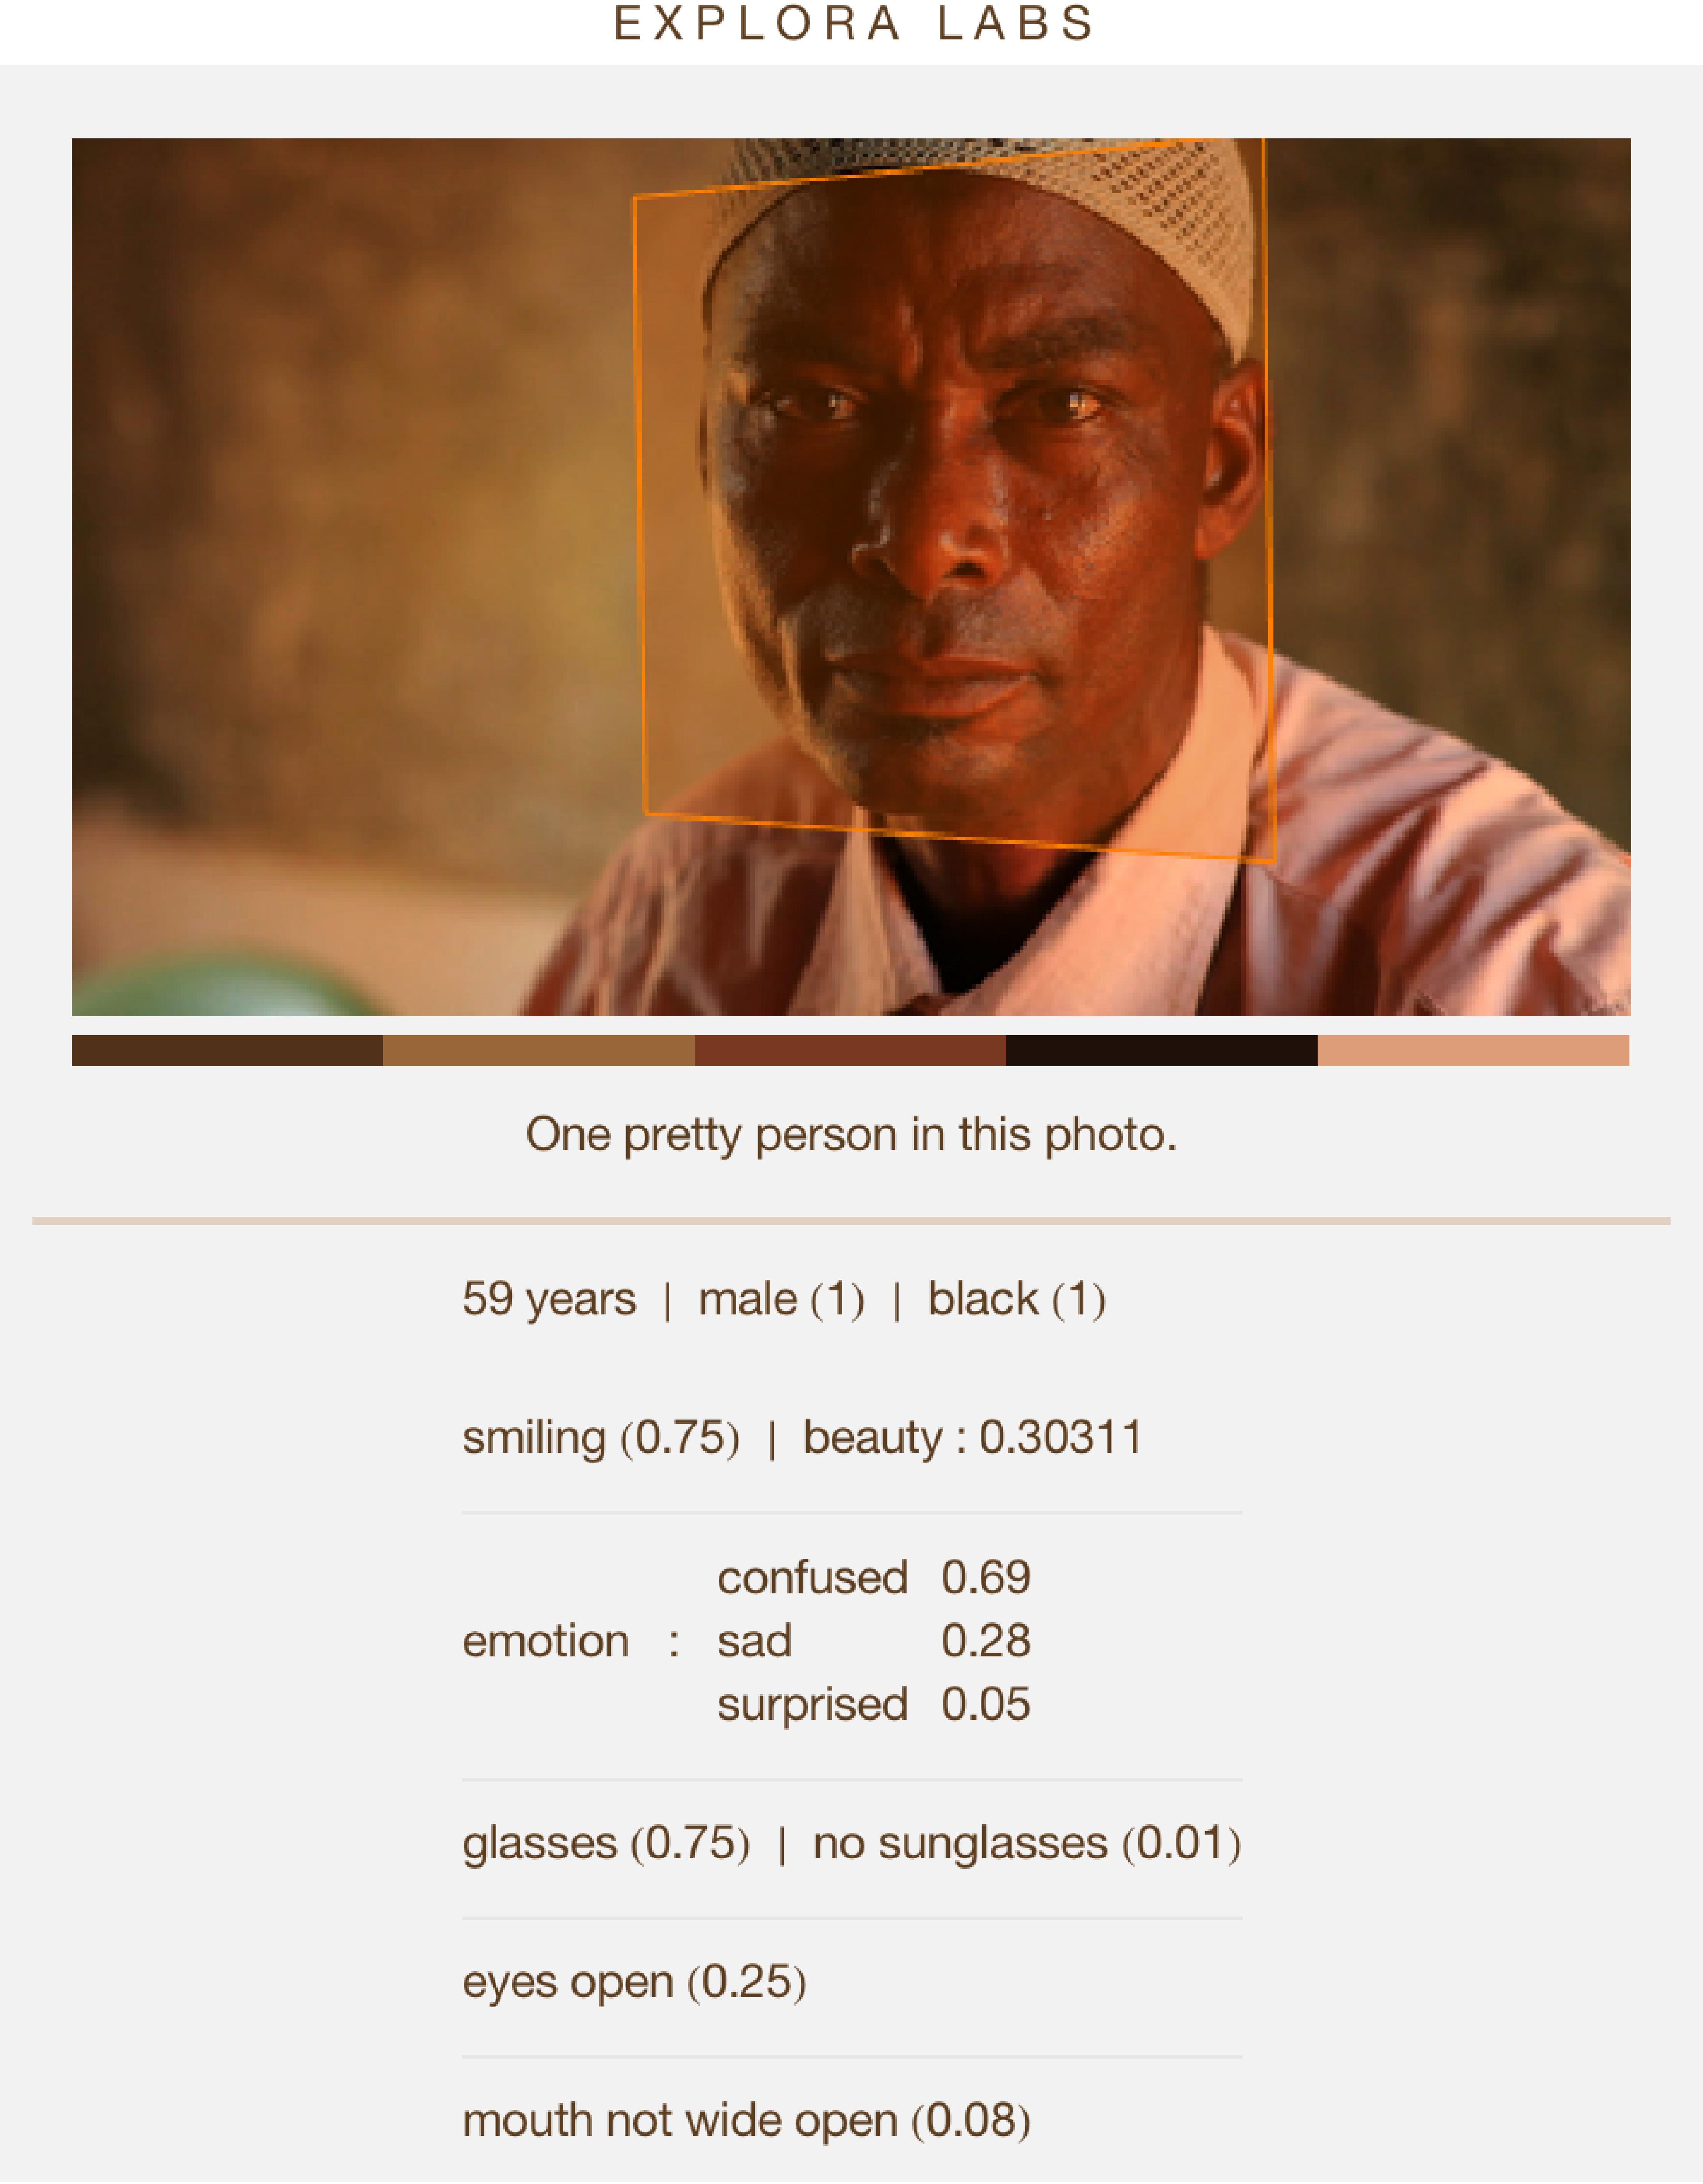 EXPLORA LABS
One pretty person in this photo.
59 years | male (1) | black (1)
smiling (0.75) | beauty : 0.30311
confused 0.69
emotion : sad 0.28
surprised 0.05
glasses (0.75) | no sunglasses (0.01)
eyes open (0.25)
mouth not wide open (0.08)